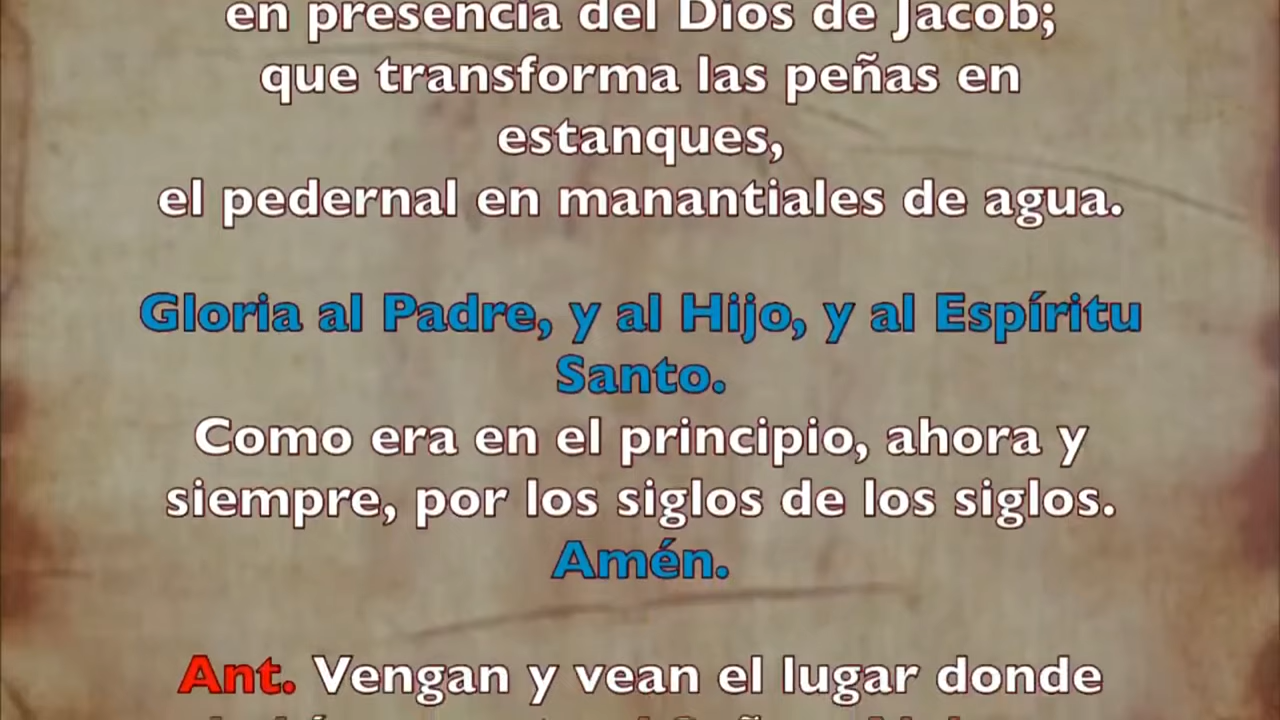 en presencia del Dios de Jacob;
que transforma las peñas en
estanques,
el pedernal en manantiales de agua.
Gloria al Padre, y al Hijo, y al Espíritu
Santo.
Como era en el principio, ahora y
siempre, por los siglos de los siglos.
Amén.
Ant. Vengan y vean el lugar donde